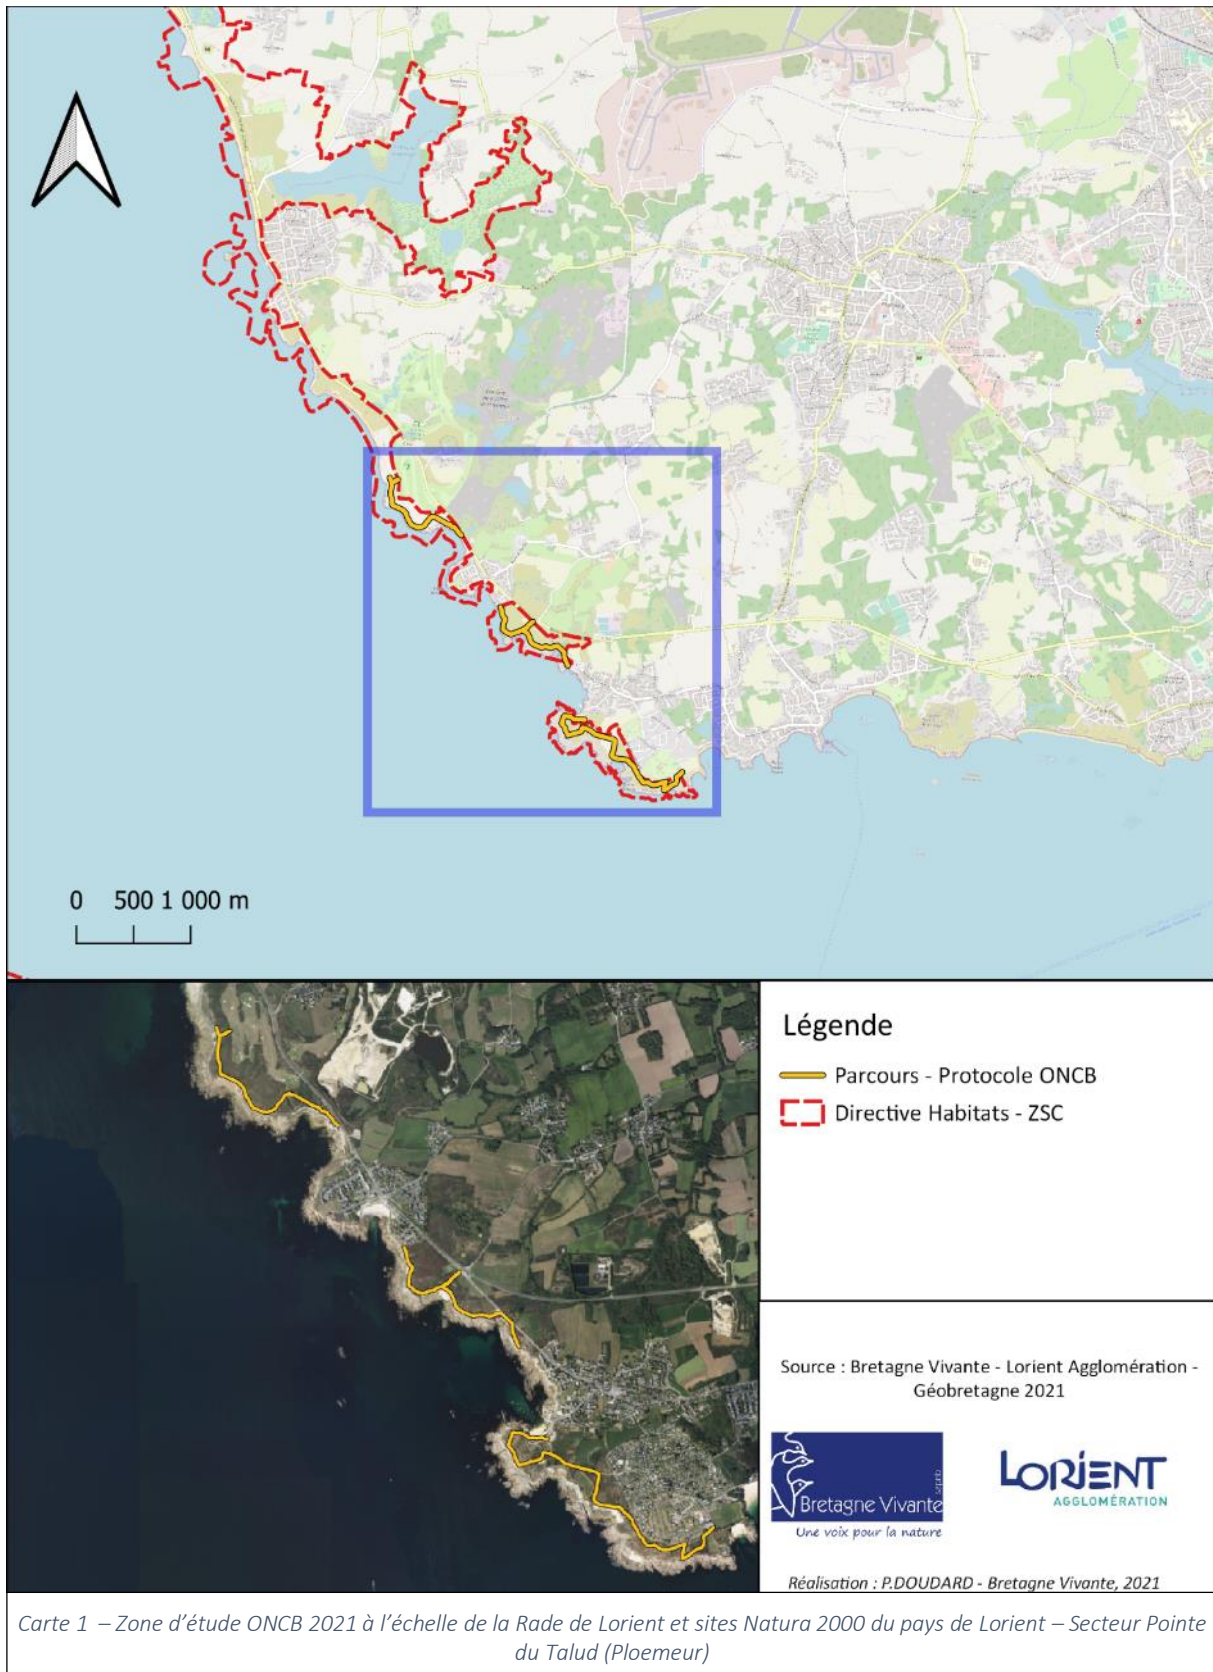 0 500 1 000 m
Légende
Parcours - Protocole ONCB
Directive Habitats - ZSC
Source : Bretagne Vivante - Lorient Agglomération -
Géobretagne 2021
Bretagne Vivante
sepnb
Une voix pour la nature
LORIENT
AGGLOMÉRATION
Réalisation : P.DOUDARD - Bretagne Vivante, 2021
Carte 1 – Zone d'étude ONCB 2021 à l'échelle de la Rade de Lorient et sites Natura 2000 du pays de Lorient – Secteur Pointe
du Talud (Ploemeur)